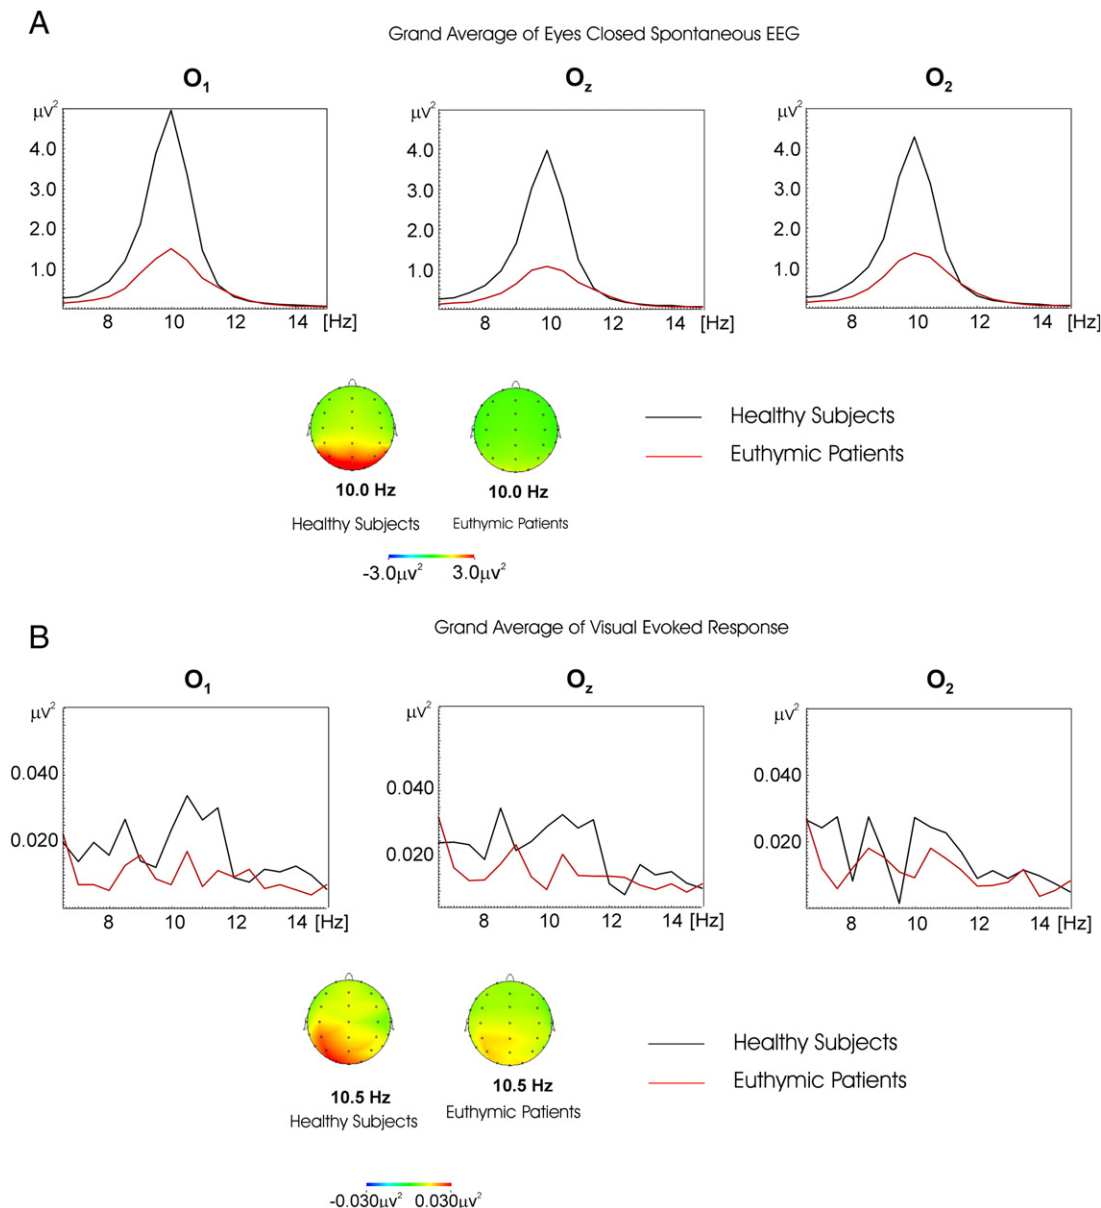 A
Grand Average of Eyes Closed Spontaneous EEG
O₁ O_z O₂
μV² μV² μV²
4.0 4.0 4.0
3.0 3.0 3.0
2.0 2.0 2.0
1.0 1.0 1.0
8 10 12 14 [Hz] 8 10 12 14 [Hz] 8 10 12 14 [Hz]
Healthy Subjects
Euthymic Patients
10.0 Hz 10.0 Hz
Healthy Subjects Euthymic Patients
-3.0μv² 3.0μv²
B
Grand Average of Visual Evoked Response
O₁ O_z O₂
μV² μV² μV²
0.040 0.040 0.040
0.020 0.020 0.020
8 10 12 14 [Hz] 8 10 12 14 [Hz] 8 10 12 14 [Hz]
Healthy Subjects
Euthymic Patients
10.5 Hz 10.5 Hz
Healthy Subjects Euthymic Patients
-0.030μv² 0.030μv²